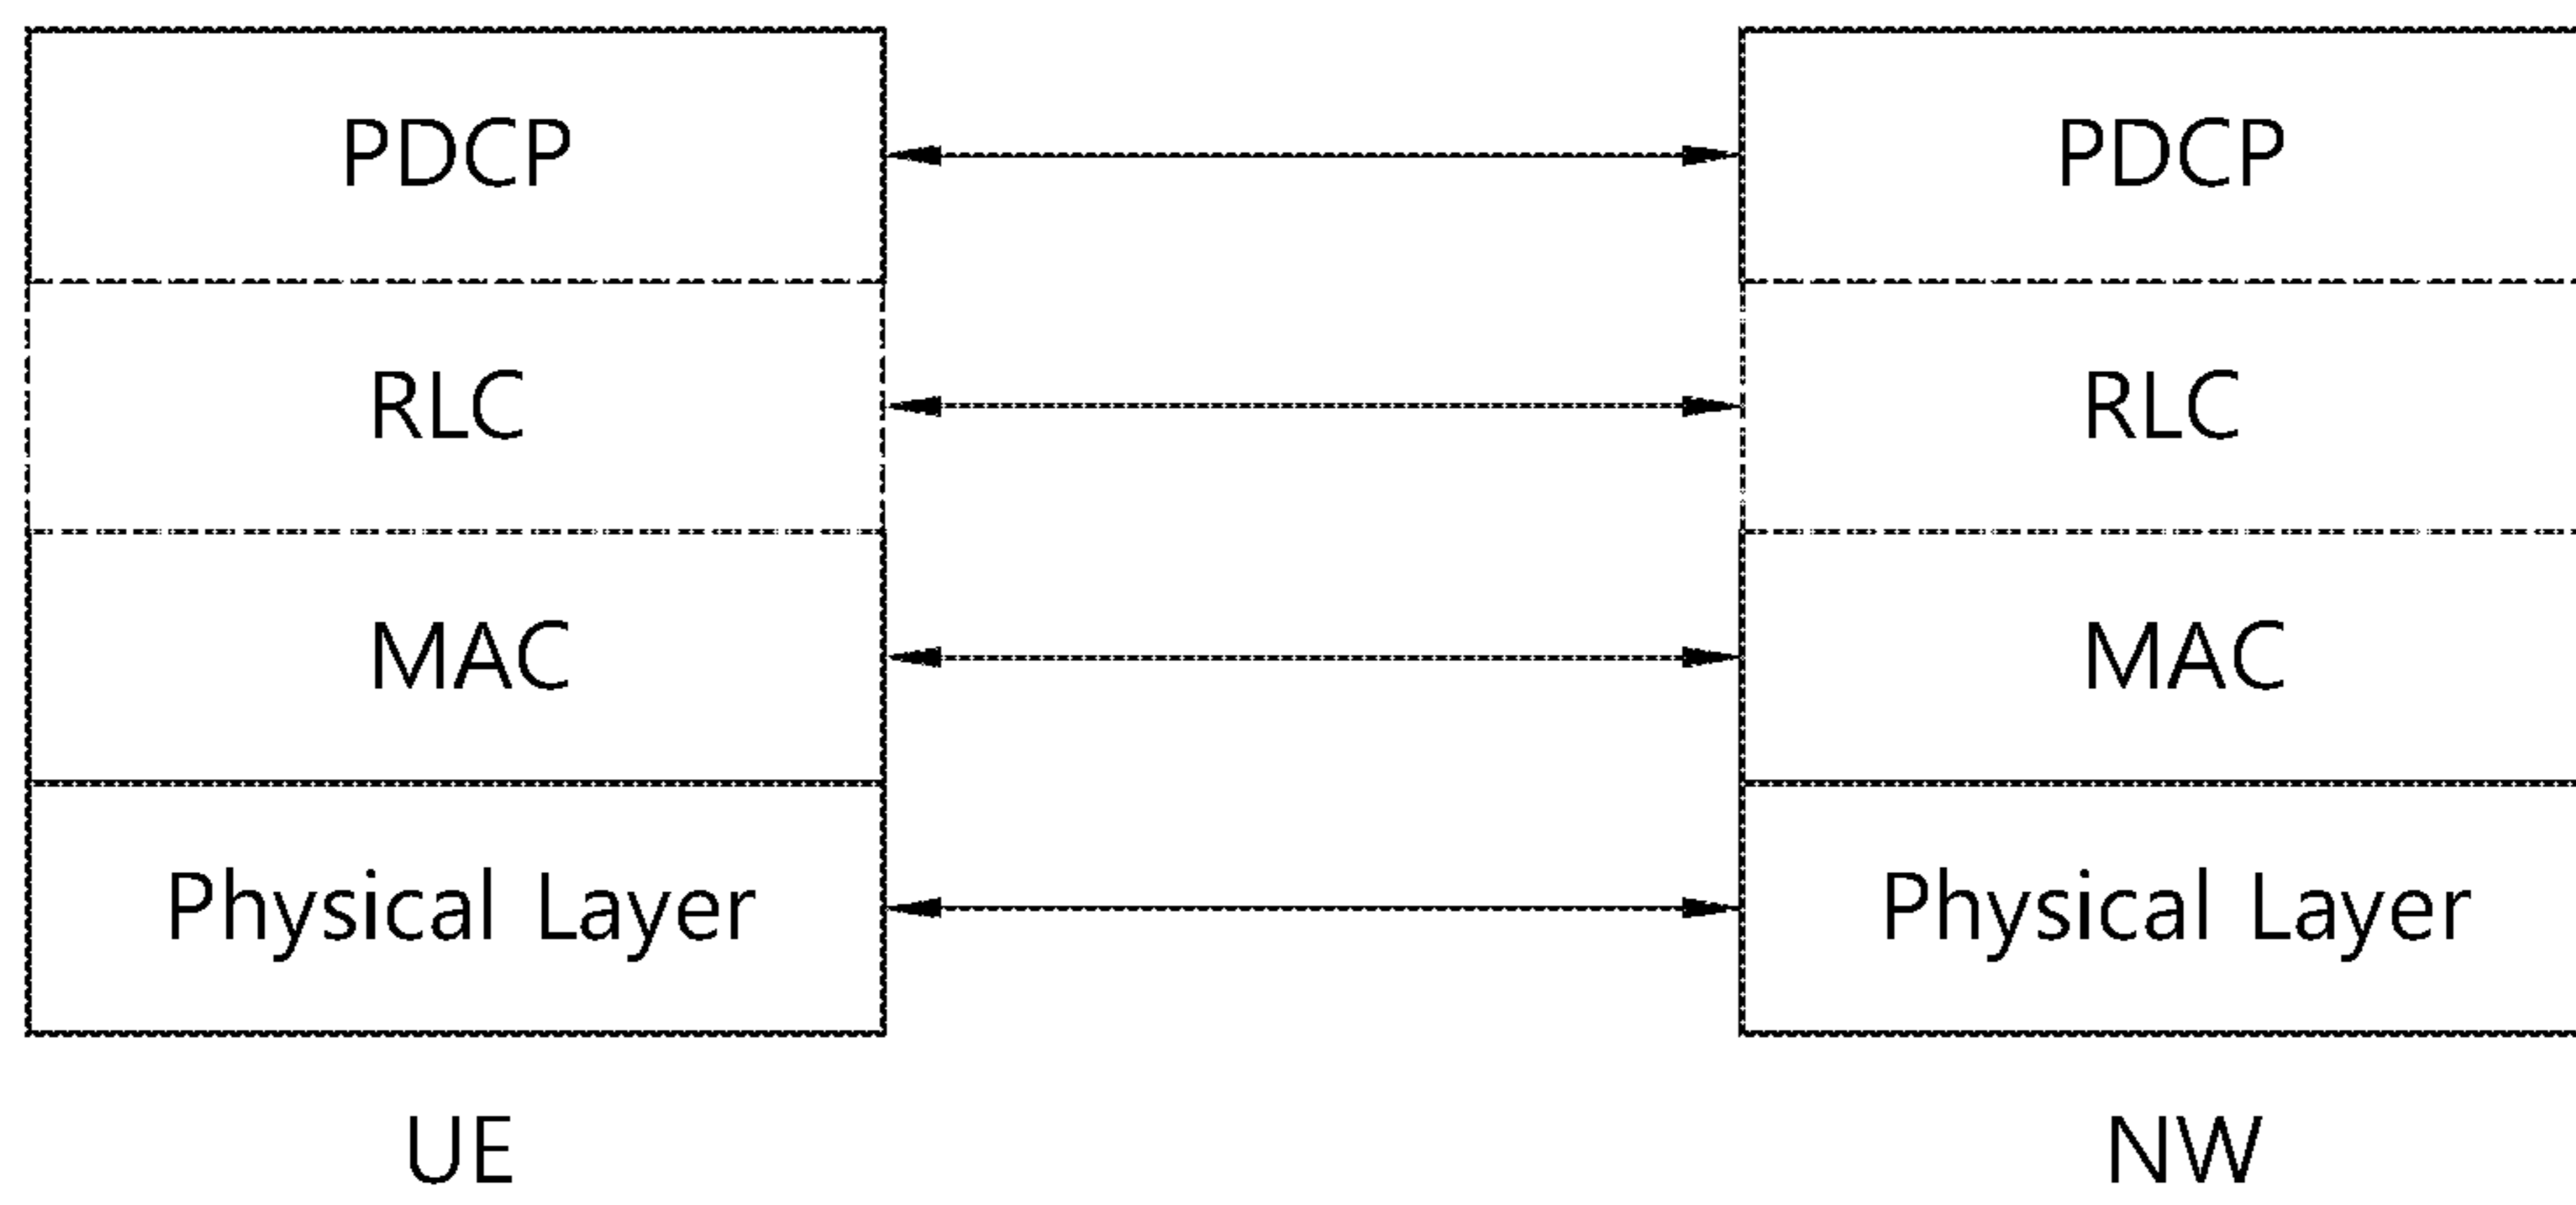 PDCP PDCP
RLC RLC
MAC MAC
Physical Layer Physical Layer
UE NW